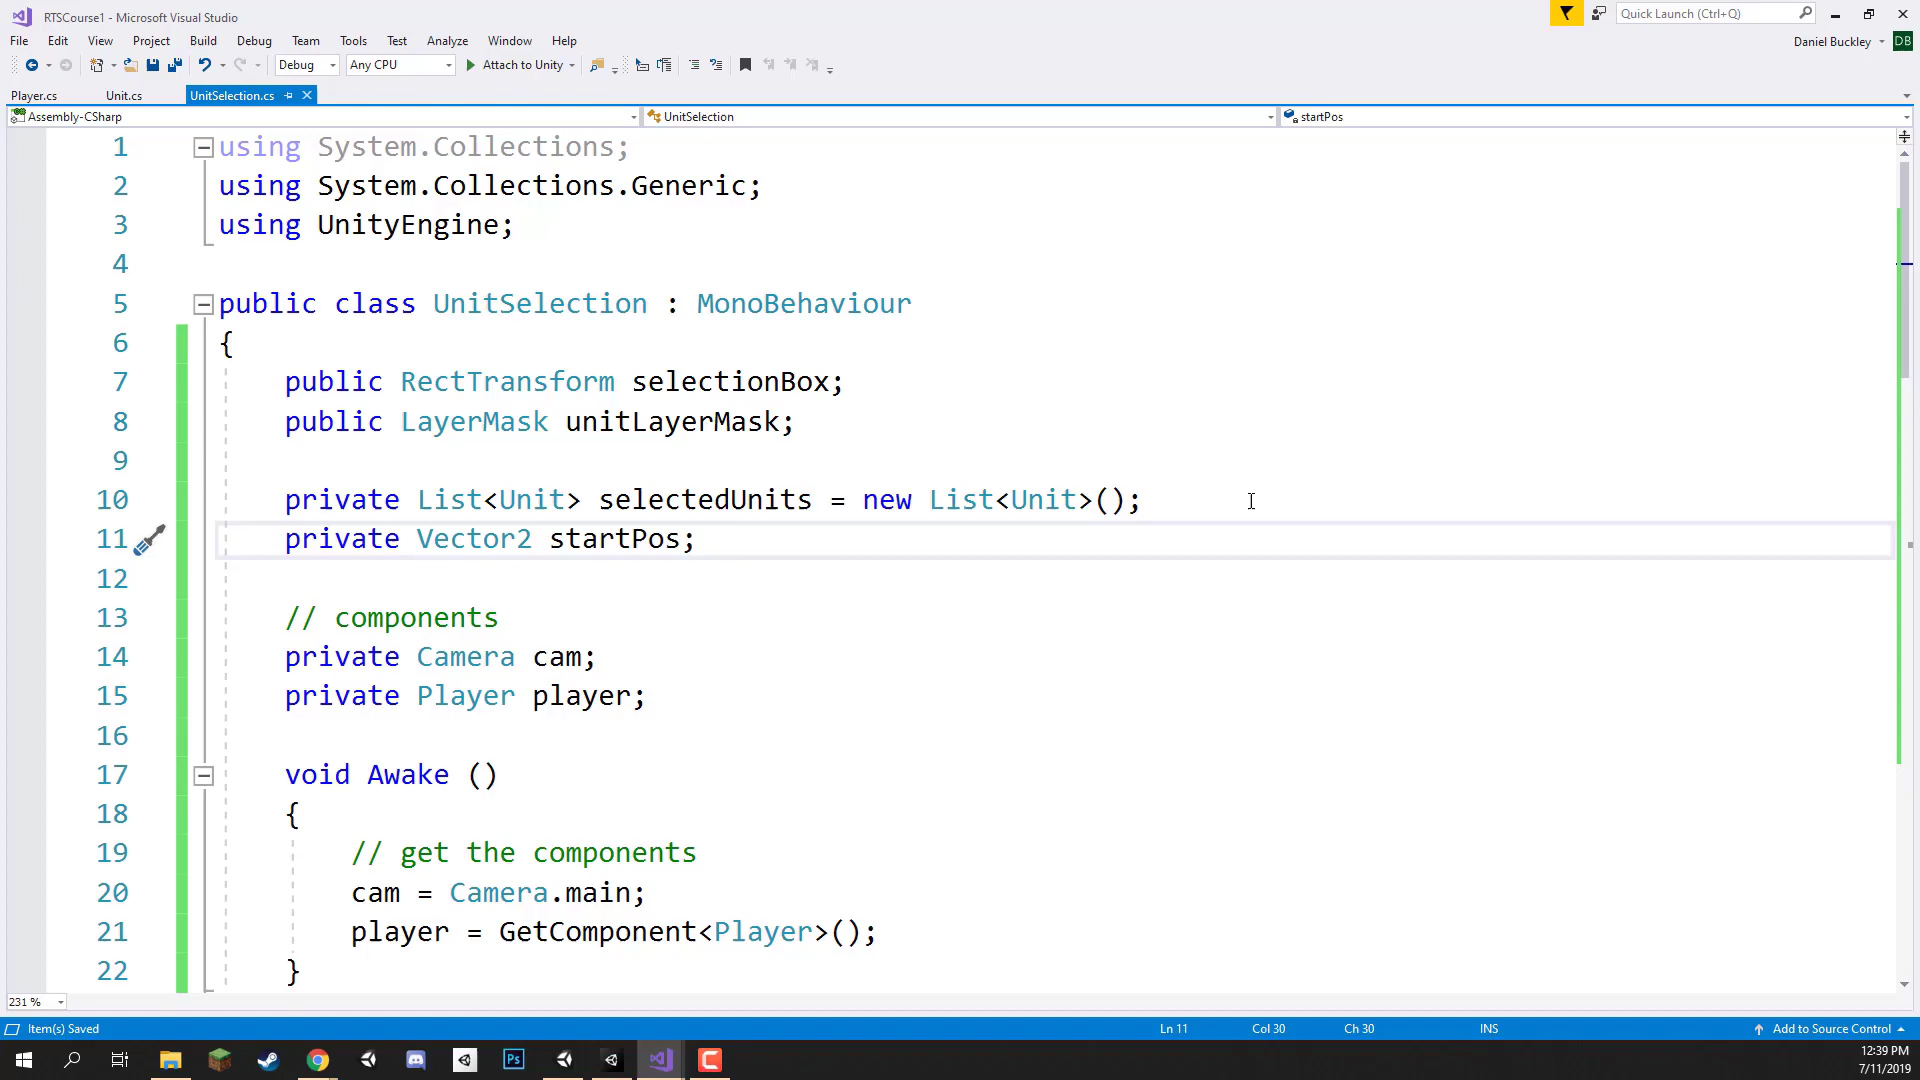 RTSCourse1 - Microsoft Visual Studio
Quick Launch (Ctrl+Q)
File Edit View Project Build Debug Team Tools Test Analyze Window Help
Daniel Buckley DB
Debug Any CPU Attach to Unity
Player.cs Unit.cs UnitSelection.cs
Assembly-CSharp UnitSelection startPos
1 using System.Collections;
2 using System.Collections.Generic;
3 using UnityEngine;
4
5 public class UnitSelection : MonoBehaviour
6 {
7 public RectTransform selectionBox;
8 public LayerMask unitLayerMask;
9
10 private List<Unit> selectedUnits = new List<Unit>();
11 private Vector2 startPos;
12
13 // components
14 private Camera cam;
15 private Player player;
16
17 void Awake ()
18 {
19 // get the components
20 cam = Camera.main;
21 player = GetComponent<Player>();
22 }
231 %
Item(s) Saved Ln 11 Col 30 Ch 30 INS Add to Source Control
Ps
12:39 PM
7/11/2019